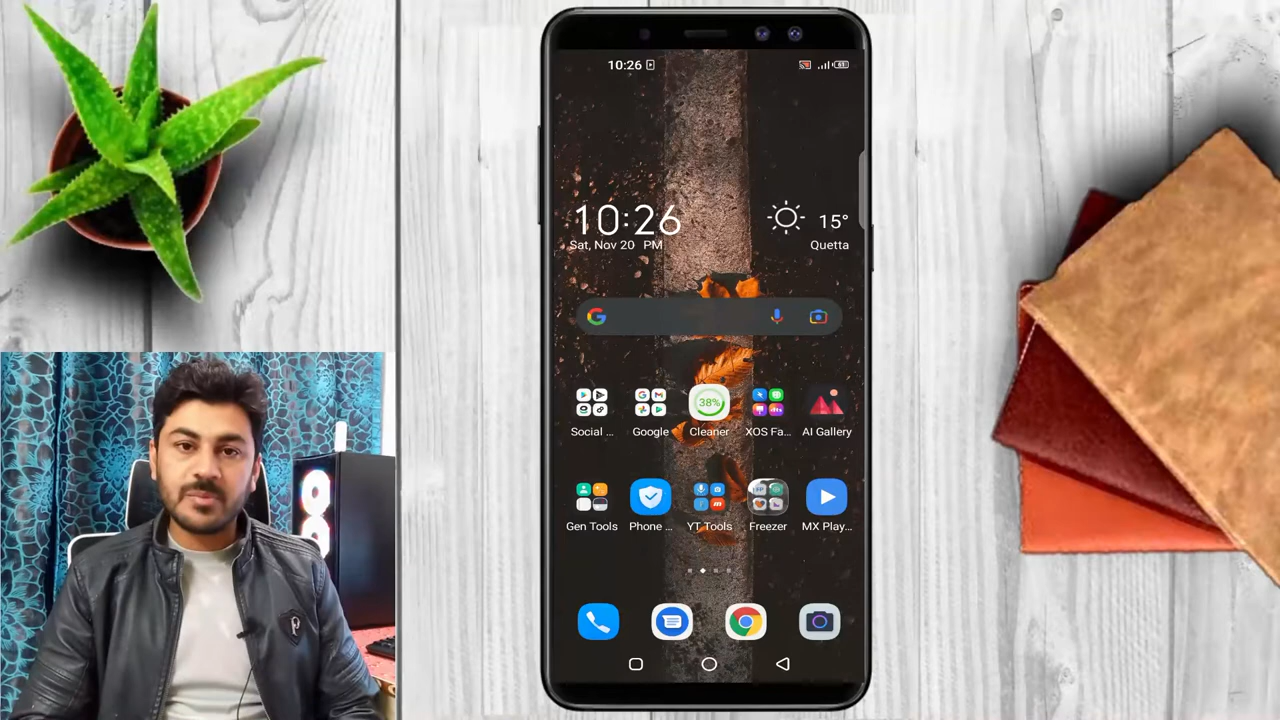 10:26
61
10:26
Sat, Nov 20 PM
15°
Quetta
38%
Social ...
Google
Cleaner
XOS Fa...
AI Gallery
Gen Tools
Phone ...
YT Tools
Freezer
MX Play...